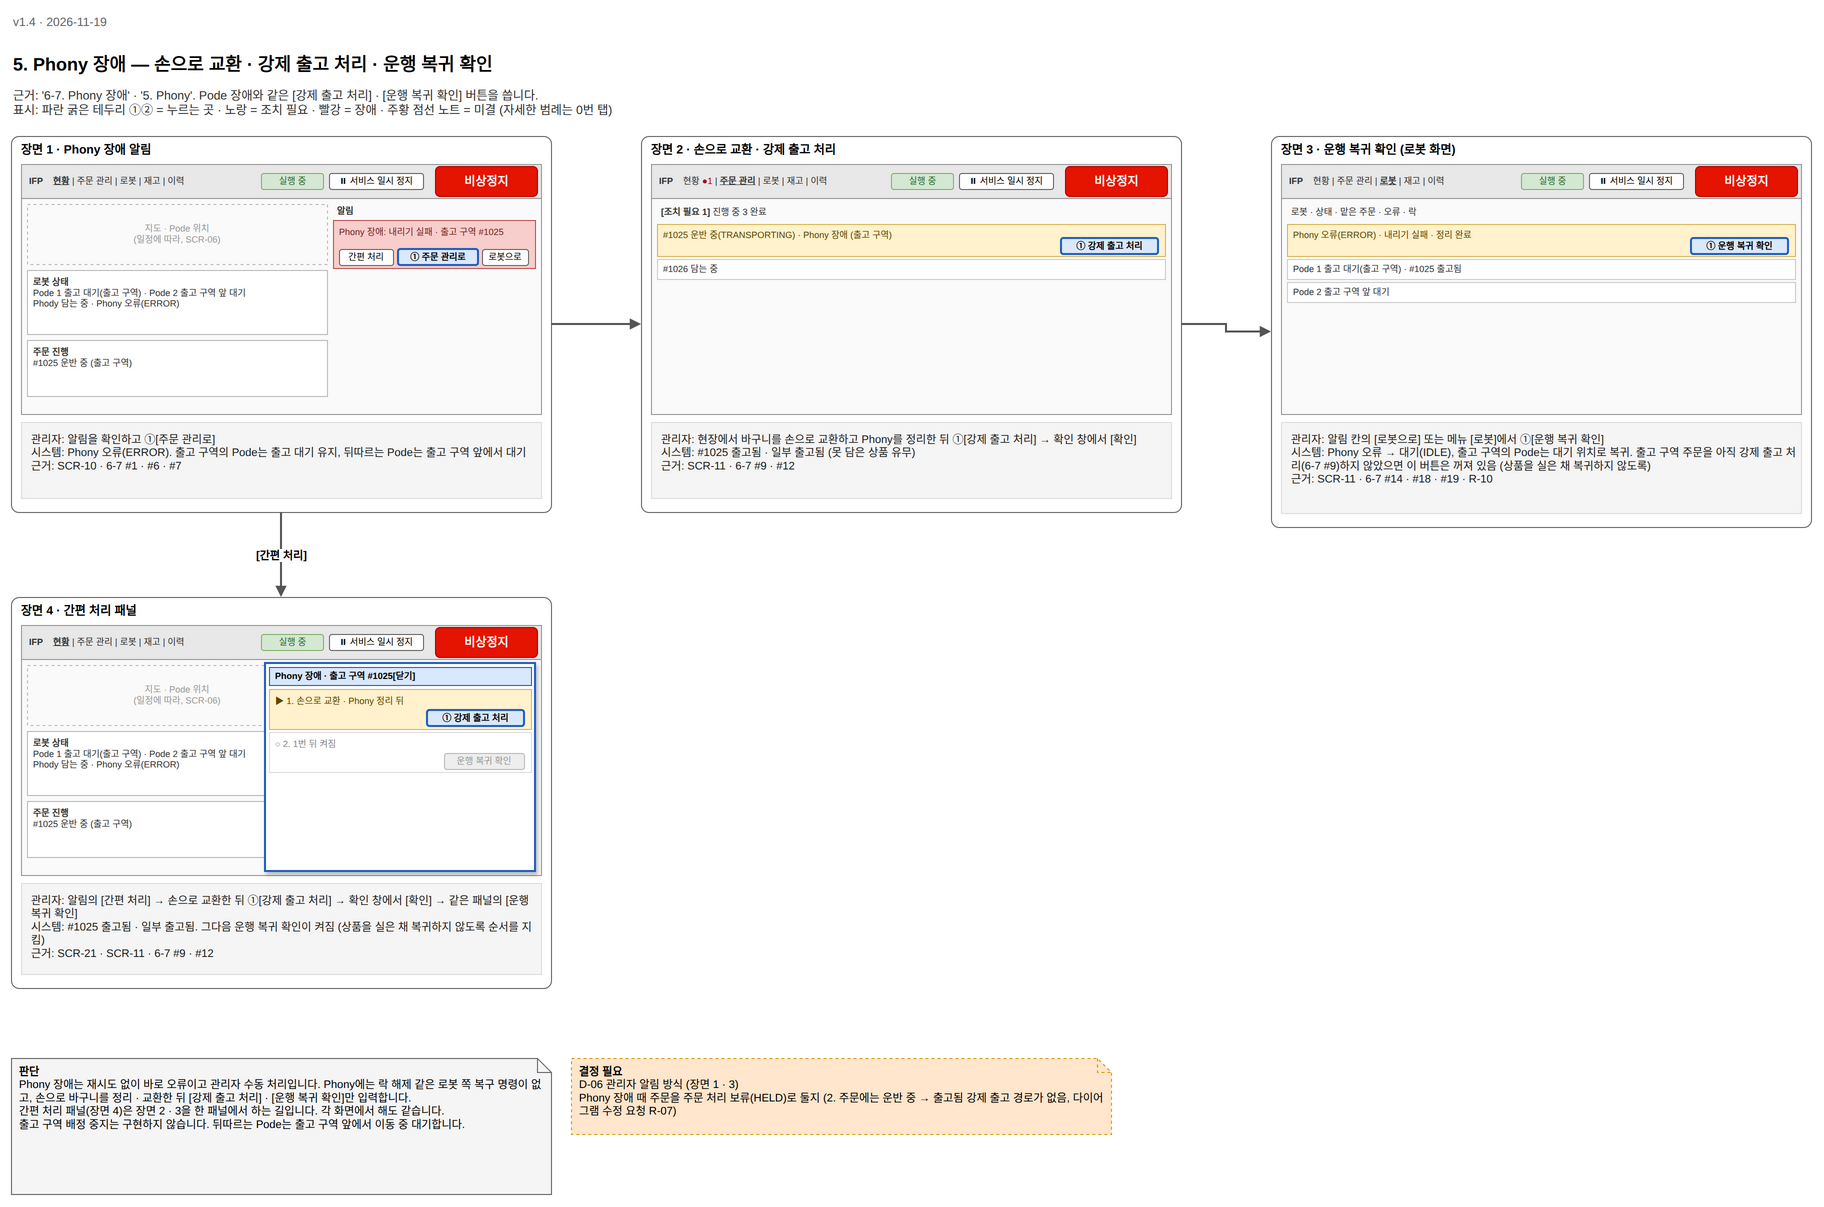 v1.4 · 2026-11-19
5. Phony 장애 — 손으로 교환 · 강제 출고 처리 · 운행 복귀 확인
근거: '6-7. Phony 장애' · '5. Phony'. Pode 장애와 같은 [강제 출고 처리] · [운행 복귀 확인] 버튼을 씁니다.
표시: 파란 굵은 테두리 ①② = 누르는 곳 · 노랑 = 조치 필요 · 빨강 = 장애 · 주황 점선 노트 = 미결 (자세한 범례는 0번 탭)
장면 1 · Phony 장애 알림
IFP 현황 | 주문 관리 | 로봇 | 재고 | 이력
실행 중
⏸ 서비스 일시 정지
비상정지
지도 · Pode 위치
(일정에 따라, SCR-06)
알림
Phony 장애: 내리기 실패 · 출고 구역 #1025
간편 처리
① 주문 관리로
로봇으로
로봇 상태
Pode 1 출고 대기(출고 구역) · Pode 2 출고 구역 앞 대기
Phody 담는 중 · Phony 오류(ERROR)
주문 진행
#1025 운반 중 (출고 구역)
관리자: 알림을 확인하고 ①[주문 관리로]
시스템: Phony 오류(ERROR). 출고 구역의 Pode는 출고 대기 유지, 뒤따르는 Pode는 출고 구역 앞에서 대기
근거: SCR-10 · 6-7 #1 · #6 · #7
장면 2 · 손으로 교환 · 강제 출고 처리
IFP 현황 ●1 | 주문 관리 | 로봇 | 재고 | 이력
실행 중
⏸ 서비스 일시 정지
비상정지
[조치 필요 1] 진행 중 3 완료
#1025 운반 중(TRANSPORTING) · Phony 장애 (출고 구역)
① 강제 출고 처리
#1026 담는 중
관리자: 현장에서 바구니를 손으로 교환하고 Phony를 정리한 뒤 ①[강제 출고 처리] → 확인 창에서 [확인]
시스템: #1025 출고됨 · 일부 출고됨 (못 담은 상품 유무)
근거: SCR-11 · 6-7 #9 · #12
장면 3 · 운행 복귀 확인 (로봇 화면)
IFP 현황 | 주문 관리 | 로봇 | 재고 | 이력
실행 중
⏸ 서비스 일시 정지
비상정지
로봇 · 상태 · 맡은 주문 · 오류 · 락
Phony 오류(ERROR) · 내리기 실패 · 정리 완료
① 운행 복귀 확인
Pode 1 출고 대기(출고 구역) · #1025 출고됨
Pode 2 출고 구역 앞 대기
관리자: 알림 칸의 [로봇으로] 또는 메뉴 [로봇]에서 ①[운행 복귀 확인]
시스템: Phony 오류 → 대기(IDLE), 출고 구역의 Pode는 대기 위치로 복귀. 출고 구역 주문을 아직 강제 출고 처
리(6-7 #9)하지 않았으면 이 버튼은 꺼져 있음 (상품을 실은 채 복귀하지 않도록)
근거: SCR-11 · 6-7 #14 · #18 · #19 · R-10
[간편 처리]
장면 4 · 간편 처리 패널
IFP 현황 | 주문 관리 | 로봇 | 재고 | 이력
실행 중
⏸ 서비스 일시 정지
비상정지
지도 · Pode 위치
(일정에 따라, SCR-06)
로봇 상태
Pode 1 출고 대기(출고 구역) · Pode 2 출고 구역 앞 대기
Phody 담는 중 · Phony 오류(ERROR)
주문 진행
#1025 운반 중 (출고 구역)
Phony 장애 · 출고 구역 #1025[닫기]
▶ 1. 손으로 교환 · Phony 정리 뒤
① 강제 출고 처리
○ 2. 1번 뒤 켜짐
운행 복귀 확인
관리자: 알림의 [간편 처리] → 손으로 교환한 뒤 ①[강제 출고 처리] → 확인 창에서 [확인] → 같은 패널의 [운행
복귀 확인]
시스템: #1025 출고됨 · 일부 출고됨. 그다음 운행 복귀 확인이 켜짐 (상품을 실은 채 복귀하지 않도록 순서를 지
킴)
근거: SCR-21 · SCR-11 · 6-7 #9 · #12
판단
Phony 장애는 재시도 없이 바로 오류이고 관리자 수동 처리입니다. Phony에는 락 해제 같은 로봇 쪽 복구 명령이 없
고, 손으로 바구니를 정리 · 교환한 뒤 [강제 출고 처리] · [운행 복귀 확인]만 입력합니다.
간편 처리 패널(장면 4)은 장면 2 · 3을 한 패널에서 하는 길입니다. 각 화면에서 해도 같습니다.
출고 구역 배정 중지는 구현하지 않습니다. 뒤따르는 Pode는 출고 구역 앞에서 이동 중 대기합니다.
결정 필요
D-06 관리자 알림 방식 (장면 1 · 3)
Phony 장애 때 주문을 주문 처리 보류(HELD)로 둘지 (2. 주문에는 운반 중 → 출고됨 강제 출고 경로가 없음, 다이어
그램 수정 요청 R-07)